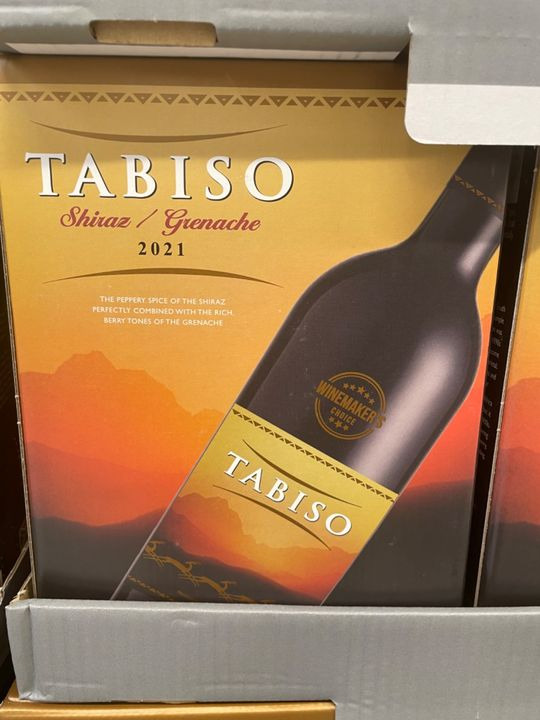 TABISO
Shiraz / Grenache
2021
THE PEPPERY SPICE OF THE SHIRAZ
PERFECTLY COMBINED WITH THE RICH,
BERRY TONES OF THE GRENACHE
WINEMAKER'S
CHOICE
TABISO